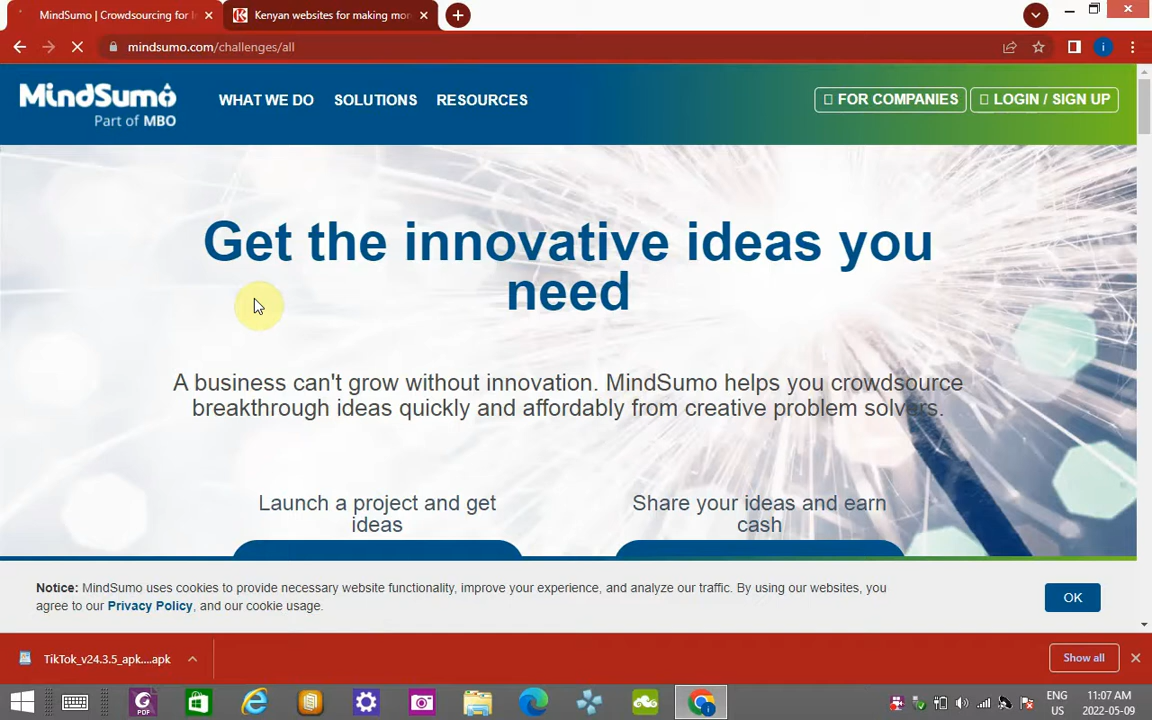 MindSumo | Crowdsourcing for I
Kenyan websites for making mon
mindsumo.com/challenges/all
MindSumo
Part of MBO
WHAT WE DO
SOLUTIONS
RESOURCES
FOR COMPANIES
LOGIN / SIGN UP
Get the innovative ideas you
need
A business can't grow without innovation. MindSumo helps you crowdsource
breakthrough ideas quickly and affordably from creative problem solvers.
Launch a project and get
ideas
Share your ideas and earn
cash
Notice: MindSumo uses cookies to provide necessary website functionality, improve your experience, and analyze our traffic. By using our websites, you
agree to our Privacy Policy, and our cookie usage.
OK
TikTok_v24.3.5_apk....apk
Show all
PDF
ENG
US
11:07 AM
2022-05-09